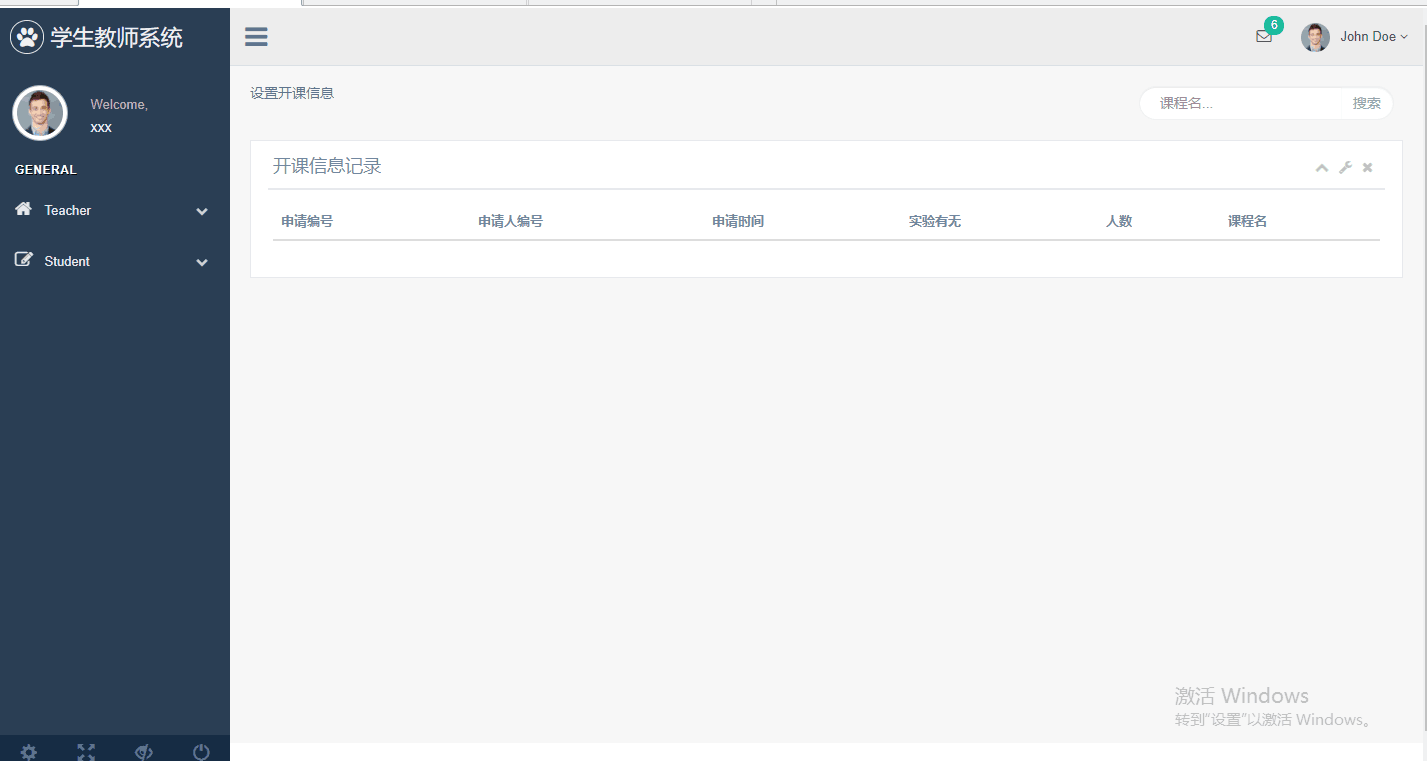 学生教师系统
6
John Doe
Welcome,
xxx
设置开课信息
课程名...
搜索
GENERAL
开课信息记录
Teacher
申请编号 申请人编号 申请时间 实验有无 人数 课程名
Student
激活 Windows
转到"设置"以激活 Windows。